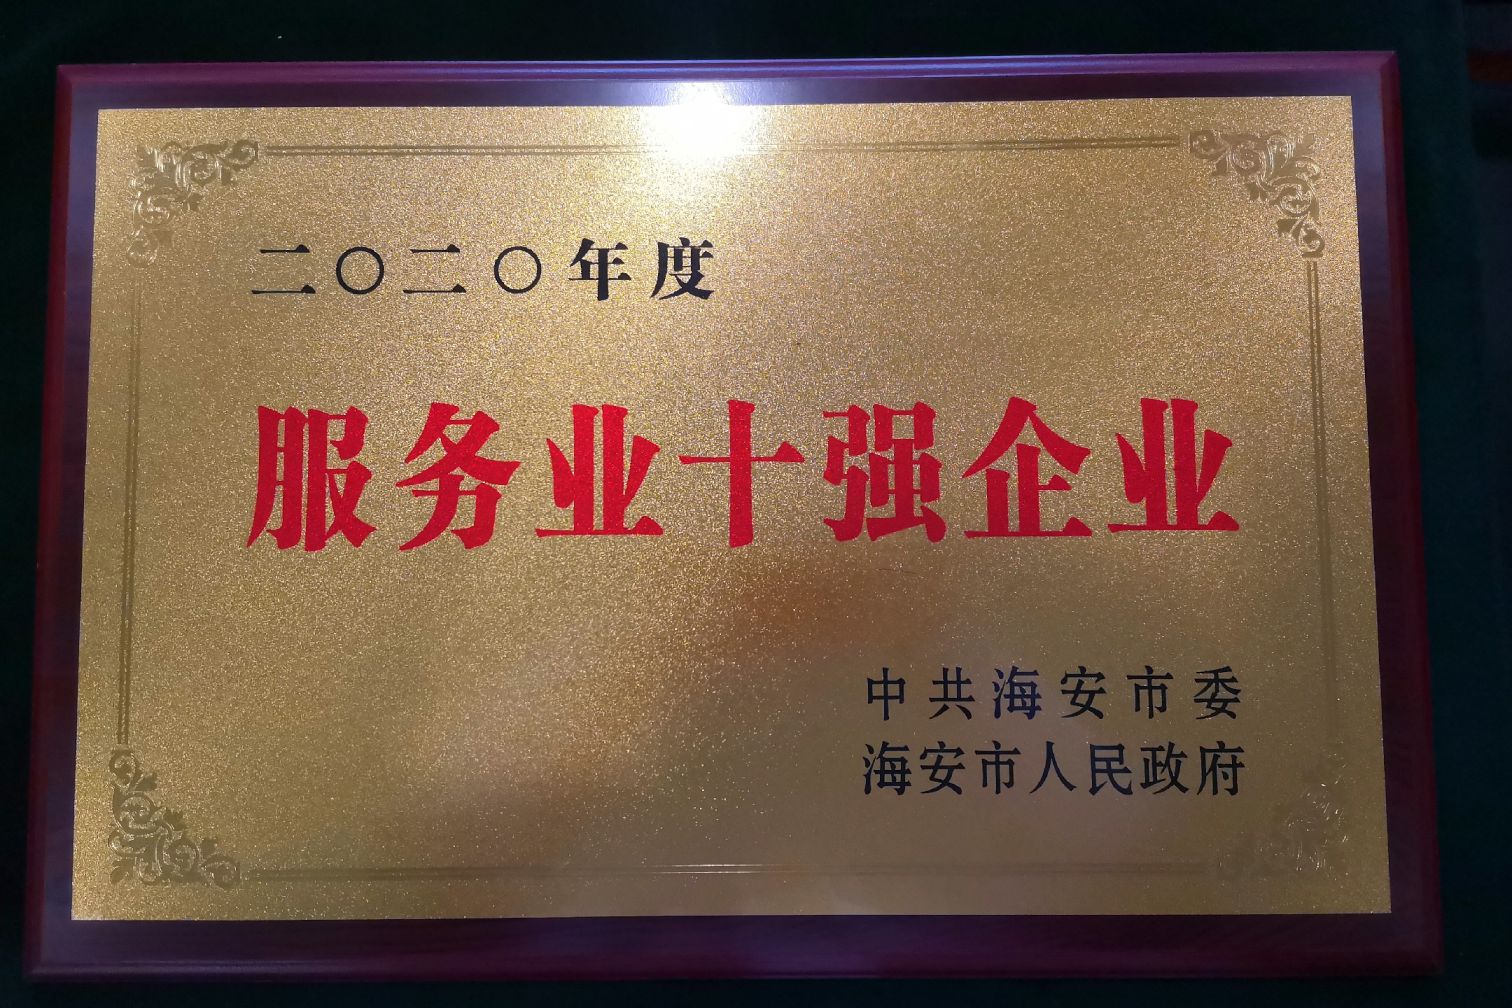 二〇二〇年度
服务业十强企业
中共海安市委
海安市人民政府